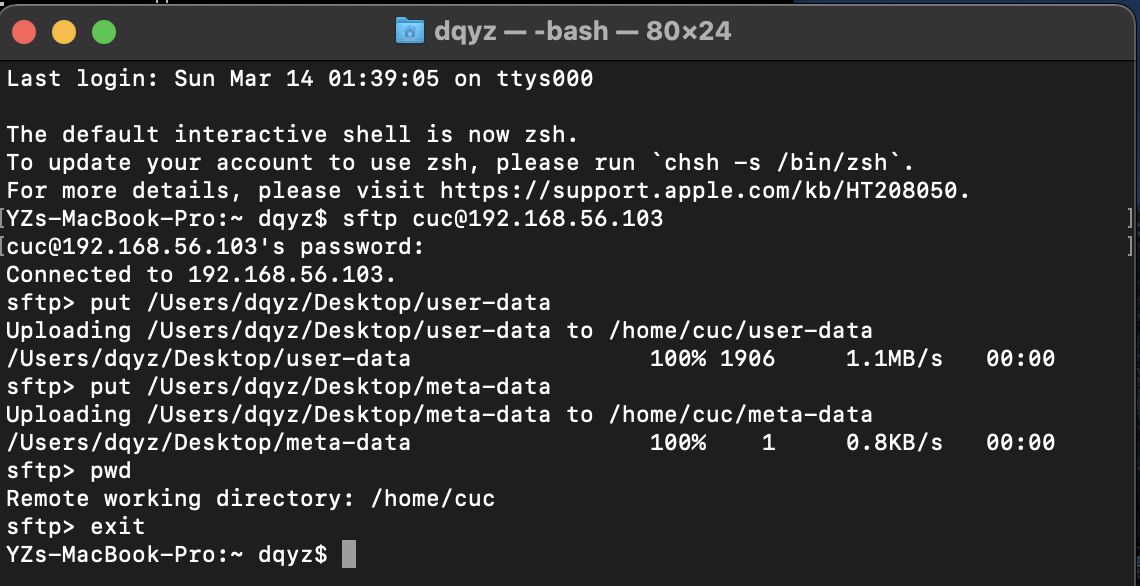 dqyz — -bash — 80×24
Last login: Sun Mar 14 01:39:05 on ttys000
The default interactive shell is now zsh.
To update your account to use zsh, please run `chsh -s /bin/zsh`.
For more details, please visit https://support.apple.com/kb/HT208050.
[YZs-MacBook-Pro:~ dqyz$ sftp cuc@192.168.56.103 ]
[cuc@192.168.56.103's password: ]
Connected to 192.168.56.103.
sftp> put /Users/dqyz/Desktop/user-data
Uploading /Users/dqyz/Desktop/user-data to /home/cuc/user-data
/Users/dqyz/Desktop/user-data 100% 1906 1.1MB/s 00:00
sftp> put /Users/dqyz/Desktop/meta-data
Uploading /Users/dqyz/Desktop/meta-data to /home/cuc/meta-data
/Users/dqyz/Desktop/meta-data 100% 1 0.8KB/s 00:00
sftp> pwd
Remote working directory: /home/cuc
sftp> exit
YZs-MacBook-Pro:~ dqyz$